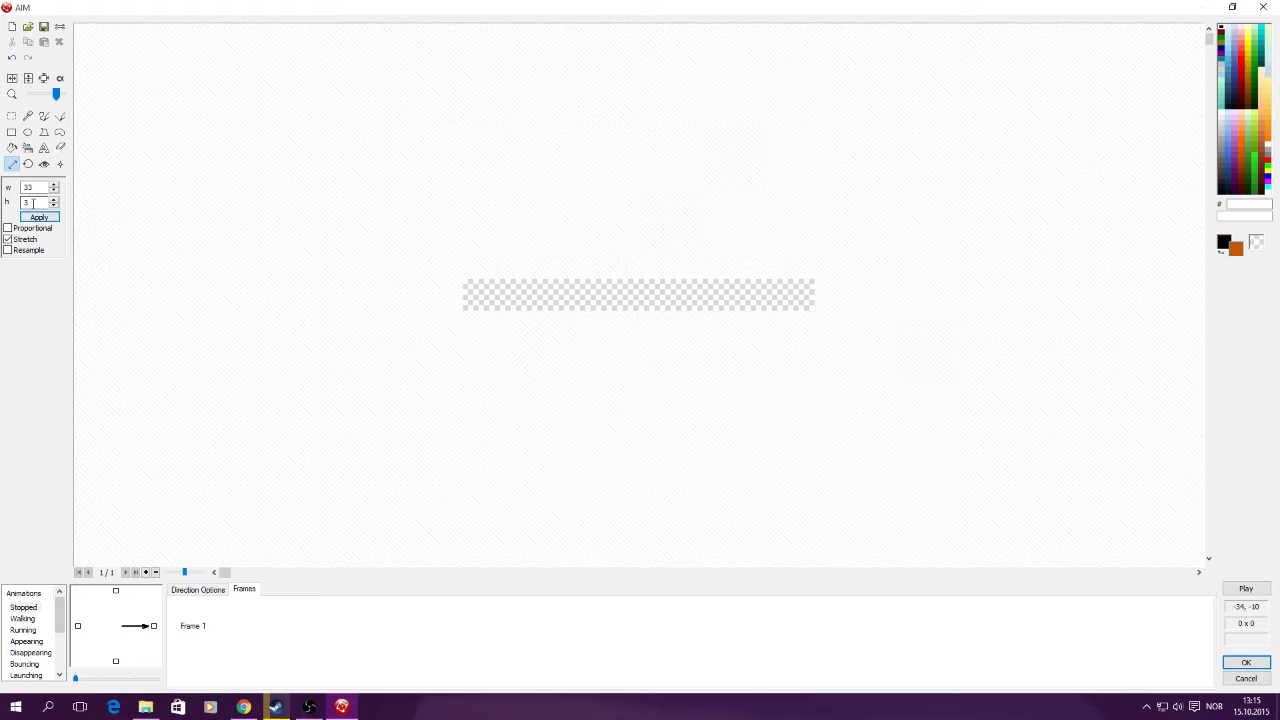 AIM
w 33
h 3
Apply
Proportional
Stretch
Resample
#
1 / 1
Animations
Stopped
Walking
Running
Appearing
Disappearing
Bouncing
Launching
Direction Options
Frames
Frame 1
Play
-34, -10
0 x 0
OK
Cancel
NOB
13:15
15.10.2015